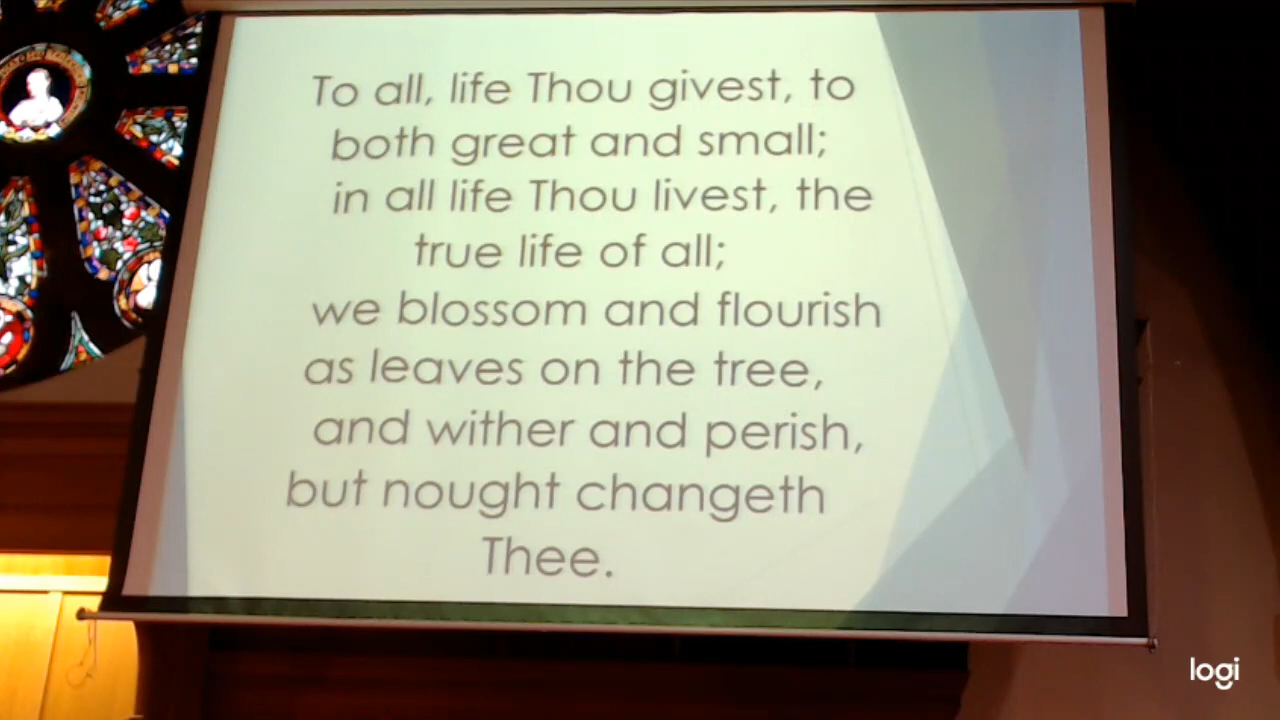 To all, life Thou givest, to
both great and small;
in all life Thou livest, the
true life of all;
we blossom and flourish
as leaves on the tree,
and wither and perish,
but nought changeth
Thee.
logi